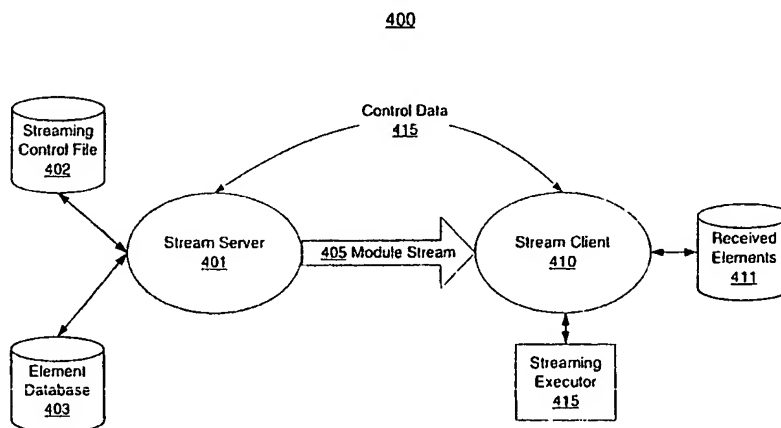 400
Control Data
415
Streaming
Control File
402
Stream Server
401
405 Module Stream
Stream Client
410
Received
Elements
411
Element
Database
403
Streaming
Executor
415